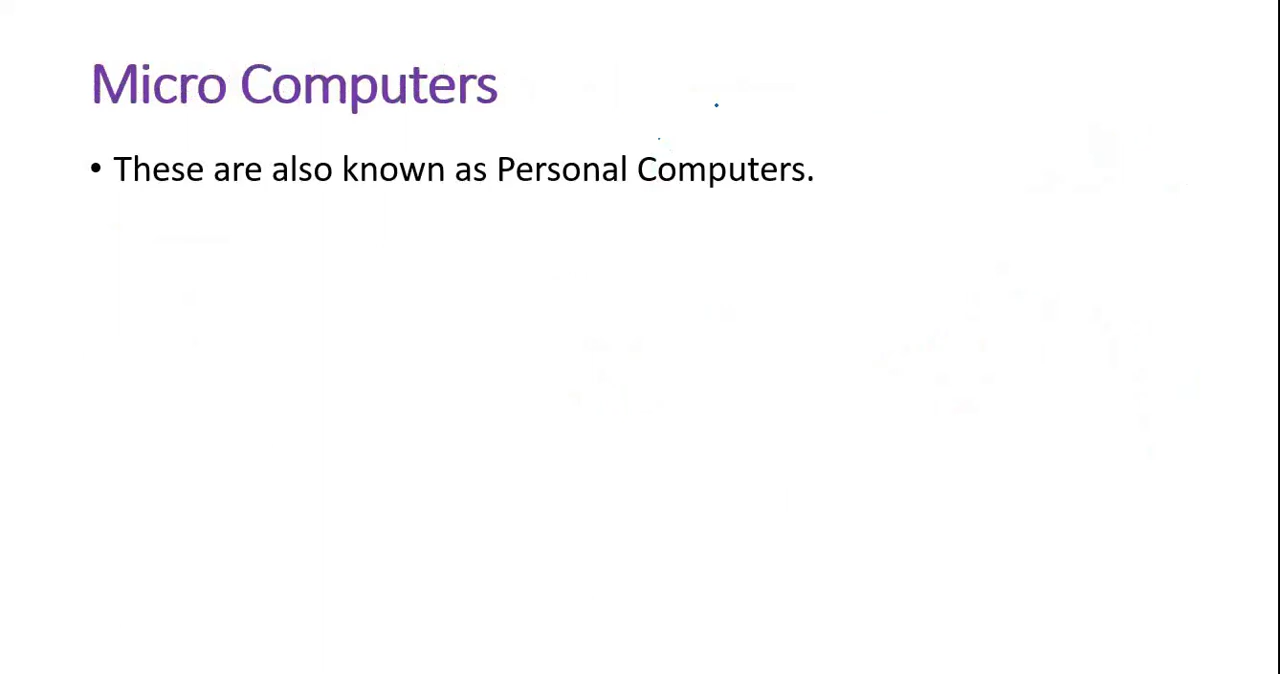 Micro Computers
• These are also known as Personal Computers.